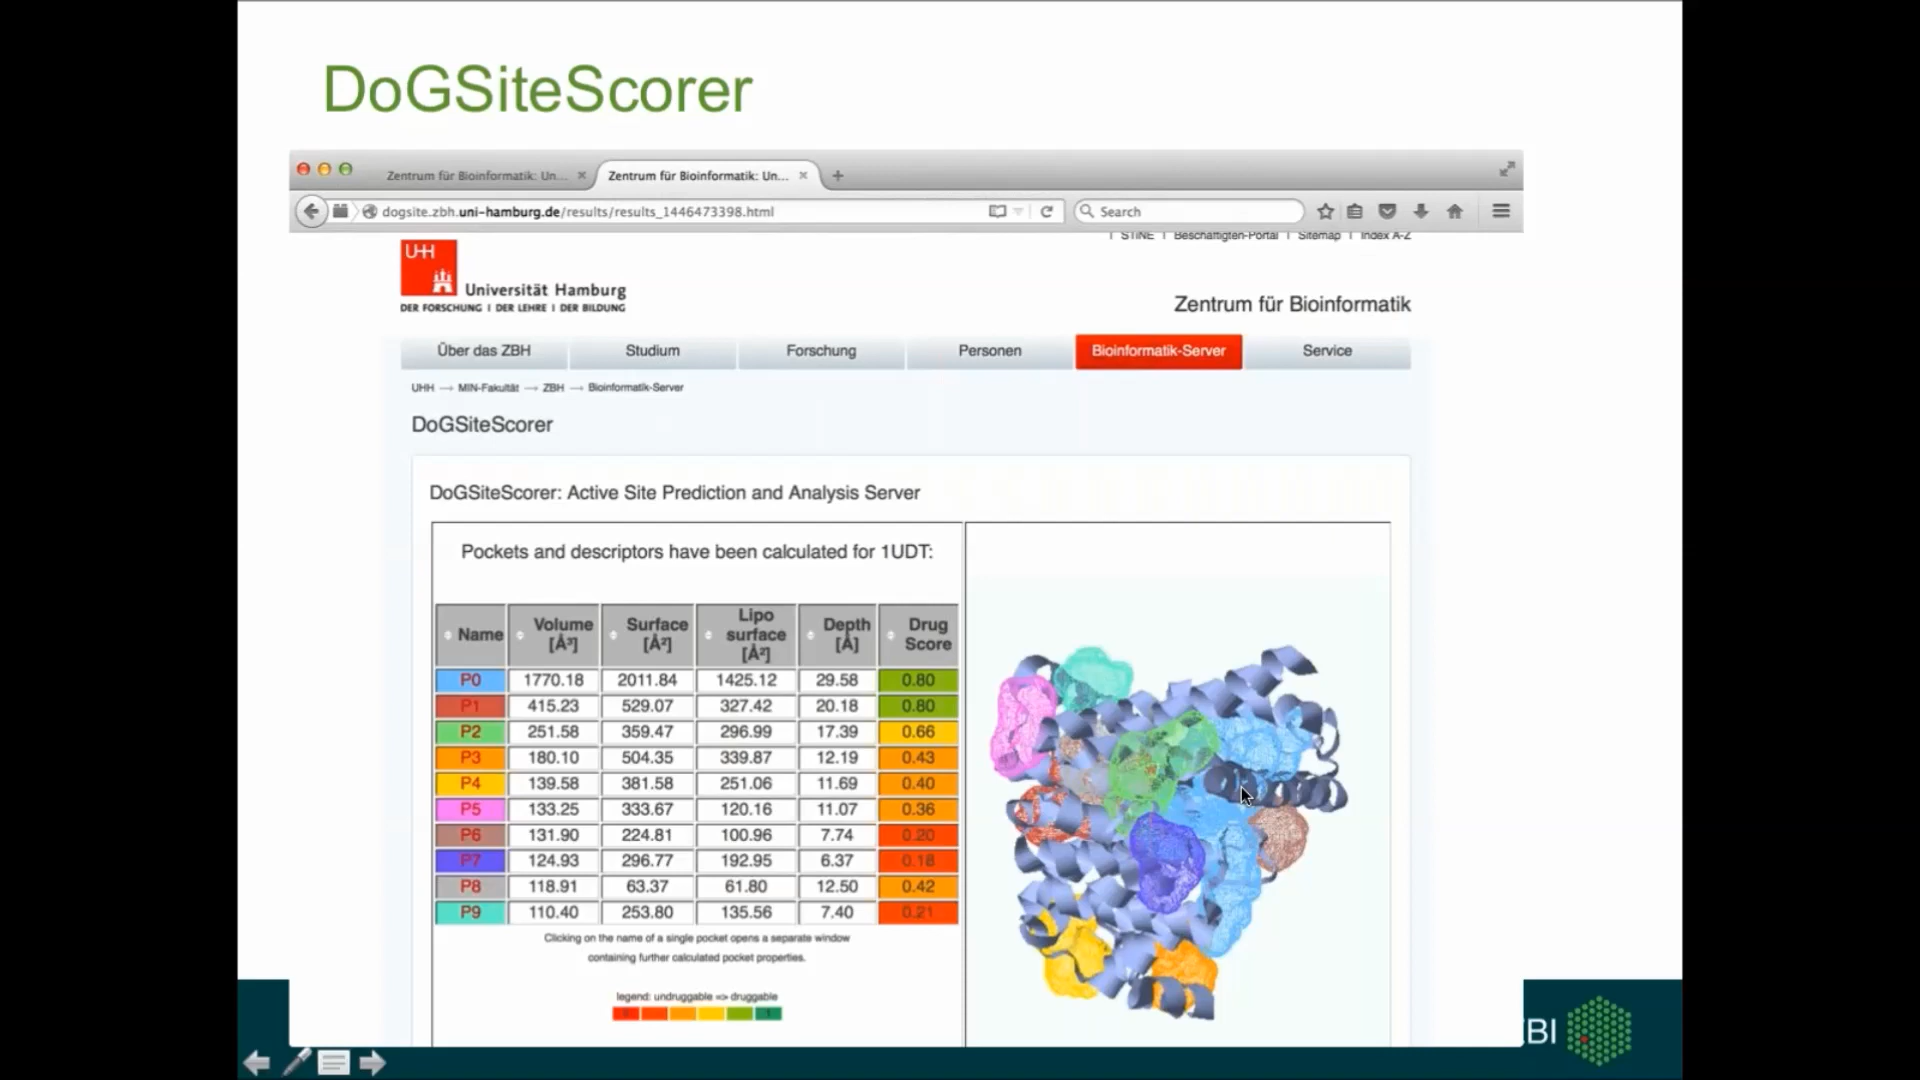 DoGSiteScorer
Zentrum für Bioinformatik: Un...
Zentrum für Bioinformatik: Un...
dogsite.zbh.uni-hamburg.de/results/results_1446473398.html
Search
STiNE | Beschäftigten-Portal | Sitemap | Index A-Z
UHH
Universität Hamburg
DER FORSCHUNG | DER LEHRE | DER BILDUNG
Zentrum für Bioinformatik
Über das ZBH Studium Forschung Personen Bioinformatik-Server Service
UHH → MIN-Fakultät → ZBH → Bioinformatik-Server
DoGSiteScorer
DoGSiteScorer: Active Site Prediction and Analysis Server
Pockets and descriptors have been calculated for 1UDT:
Name Volume [Å³] Surface [Å²] Lipo surface [Å²] Depth [Å] Drug Score
P0 1770.18 2011.84 1425.12 29.58 0.80
P1 415.23 529.07 327.42 20.18 0.80
P2 251.58 359.47 296.99 17.39 0.66
P3 180.10 504.35 339.87 12.19 0.43
P4 139.58 381.58 251.06 11.69 0.40
P5 133.25 333.67 120.16 11.07 0.36
P6 131.90 224.81 100.96 7.74 0.20
P7 124.93 296.77 192.95 6.37 0.18
P8 118.91 63.37 61.80 12.50 0.42
P9 110.40 253.80 135.56 7.40 0.21
Clicking on the name of a single pocket opens a separate window
containing further calculated pocket properties.
legend: undruggable => druggable
BI